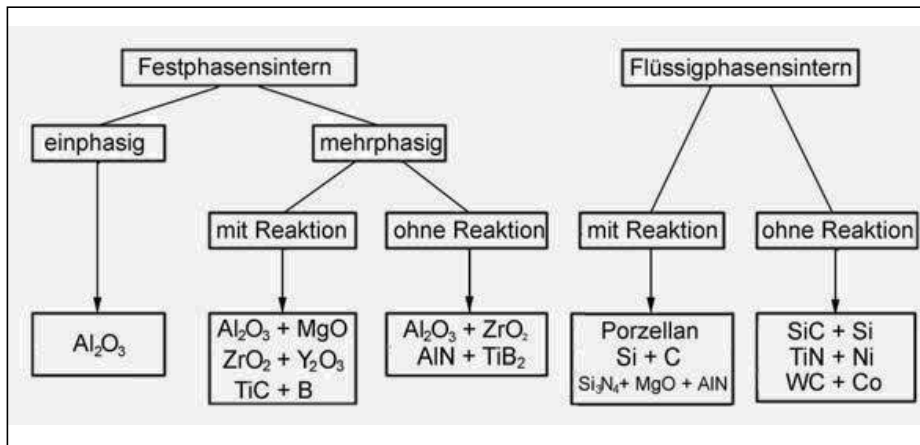 Festphasensintern
Flüssigphasensintern
einphasig
mehrphasig
mit Reaktion
ohne Reaktion
mit Reaktion
ohne Reaktion
Al₂O₃
Al₂O₃ + MgO
ZrO₂ + Y₂O₃
TiC + B
Al₂O₃ + ZrO₂
AlN + TiB₂
Porzellan
Si + C
Si₃N₄+ MgO + AlN
SiC + Si
TiN + Ni
WC + Co